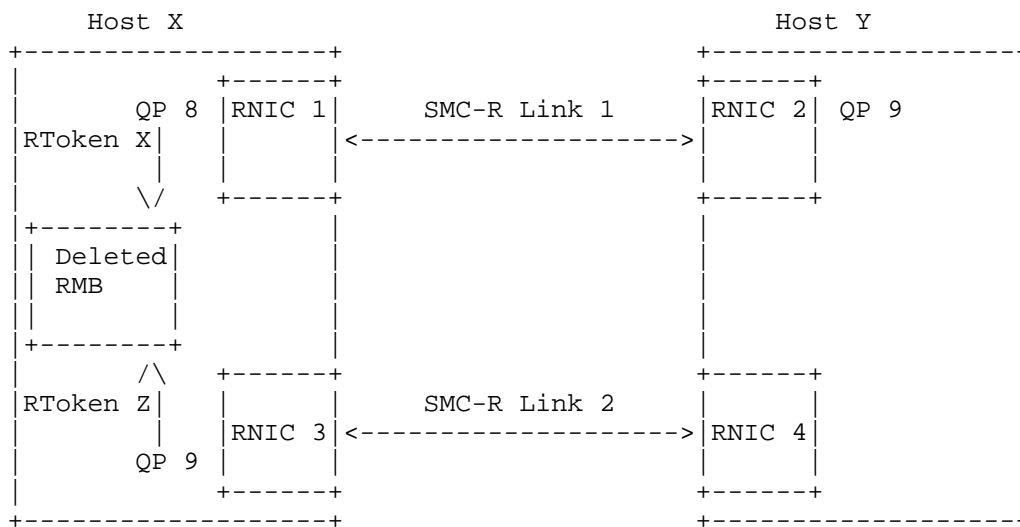 Host X Host Y
QP 8 RNIC 1 SMC-R Link 1 RNIC 2 QP 9
RToken X
Deleted
RMB
RToken Z SMC-R Link 2
RNIC 3 RNIC 4
QP 9